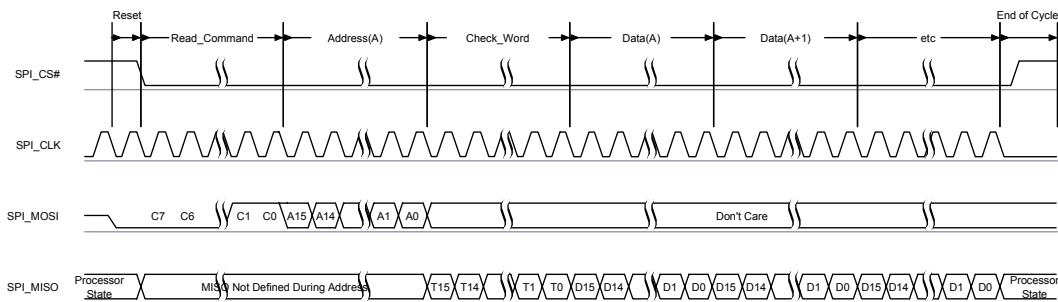 Reset
End of Cycle
Read_Command Address(A) Check_Word Data(A) Data(A+1) etc
SPI_CS#
SPI_CLK
SPI_MOSI C7 C6 C1 C0 A15 A14 A1 A0 Don't Care
SPI_MISO Processor State MISO Not Defined During Address T15 T14 T1 T0 D15 D14 D1 D0 D15 D14 D1 D0 D15 D14 D1 D0 Processor State